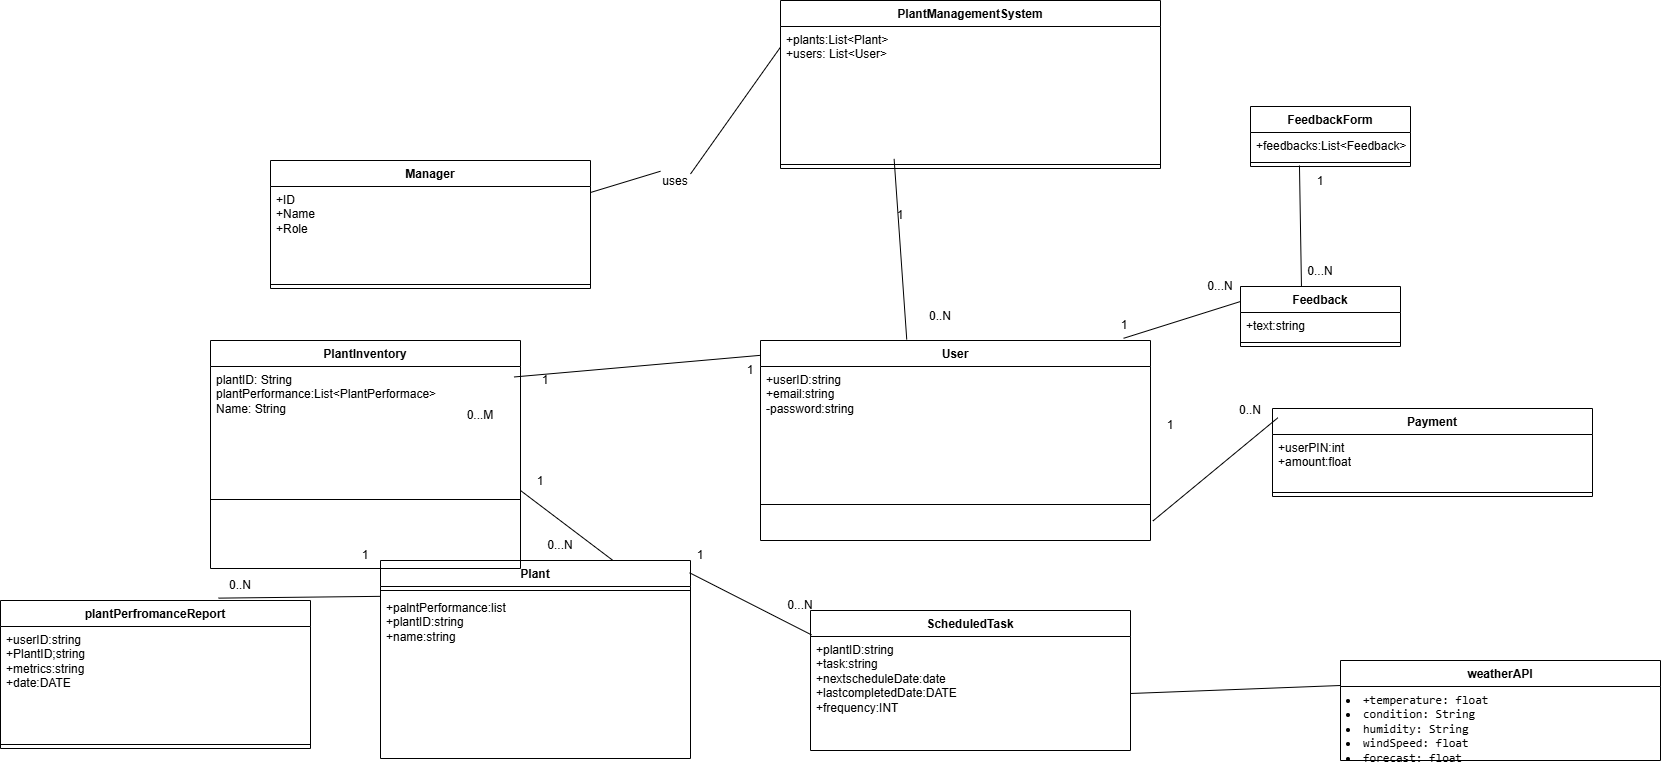 PlantManagementSystem
+plants:List<Plant>
+users: List<User>
FeedbackForm
+feedbacks:List<Feedback>
Manager
+ID
+Name
+Role
uses
1
1
0...N
0...N
Feedback
+text:string
0..N
1
PlantInventory
plantID: String
plantPerformance:List<PlantPerformace>
Name: String
0...M
1
1
User
+userID:string
+email:string
-password:string
1
0..N
Payment
+userPIN:int
+amount:float
1
0...N
1
1
0..N
Plant
+palntPerformance:list
+plantID:string
+name:string
plantPerfromanceReport
+userID:string
+PlantID;string
+metrics:string
+date:DATE
0...N
ScheduledTask
+plantID:string
+task:string
+nextscheduleDate:date
+lastcompletedDate:DATE
+frequency:INT
weatherAPI
+temperature: float
condition: String
humidity: String
windSpeed: float
forecast: float